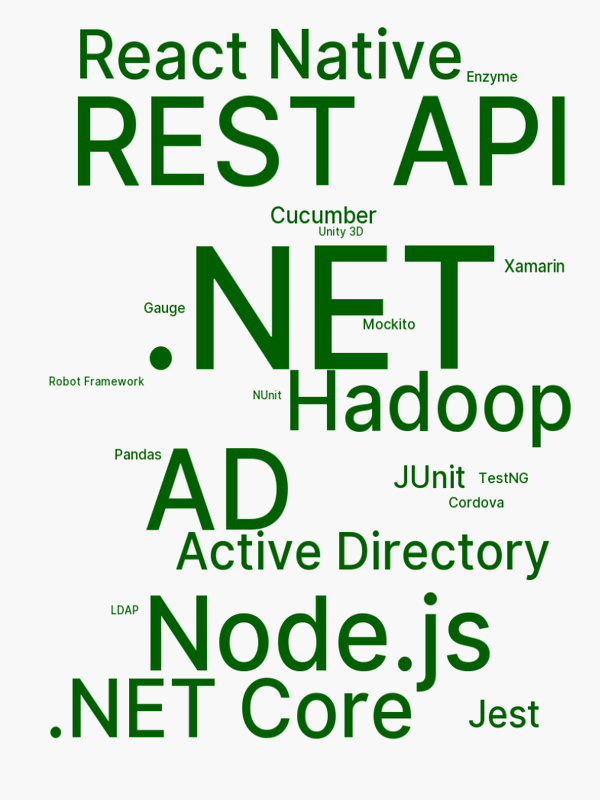 React Native
Enzyme
REST API
Cucumber
Unity 3D
.NET
Xamarin
Gauge
Mockito
Robot Framework
NUnit
Hadoop
Pandas
AD
JUnit
TestNG
Cordova
Active Directory
LDAP
Node.js
.NET Core
Jest